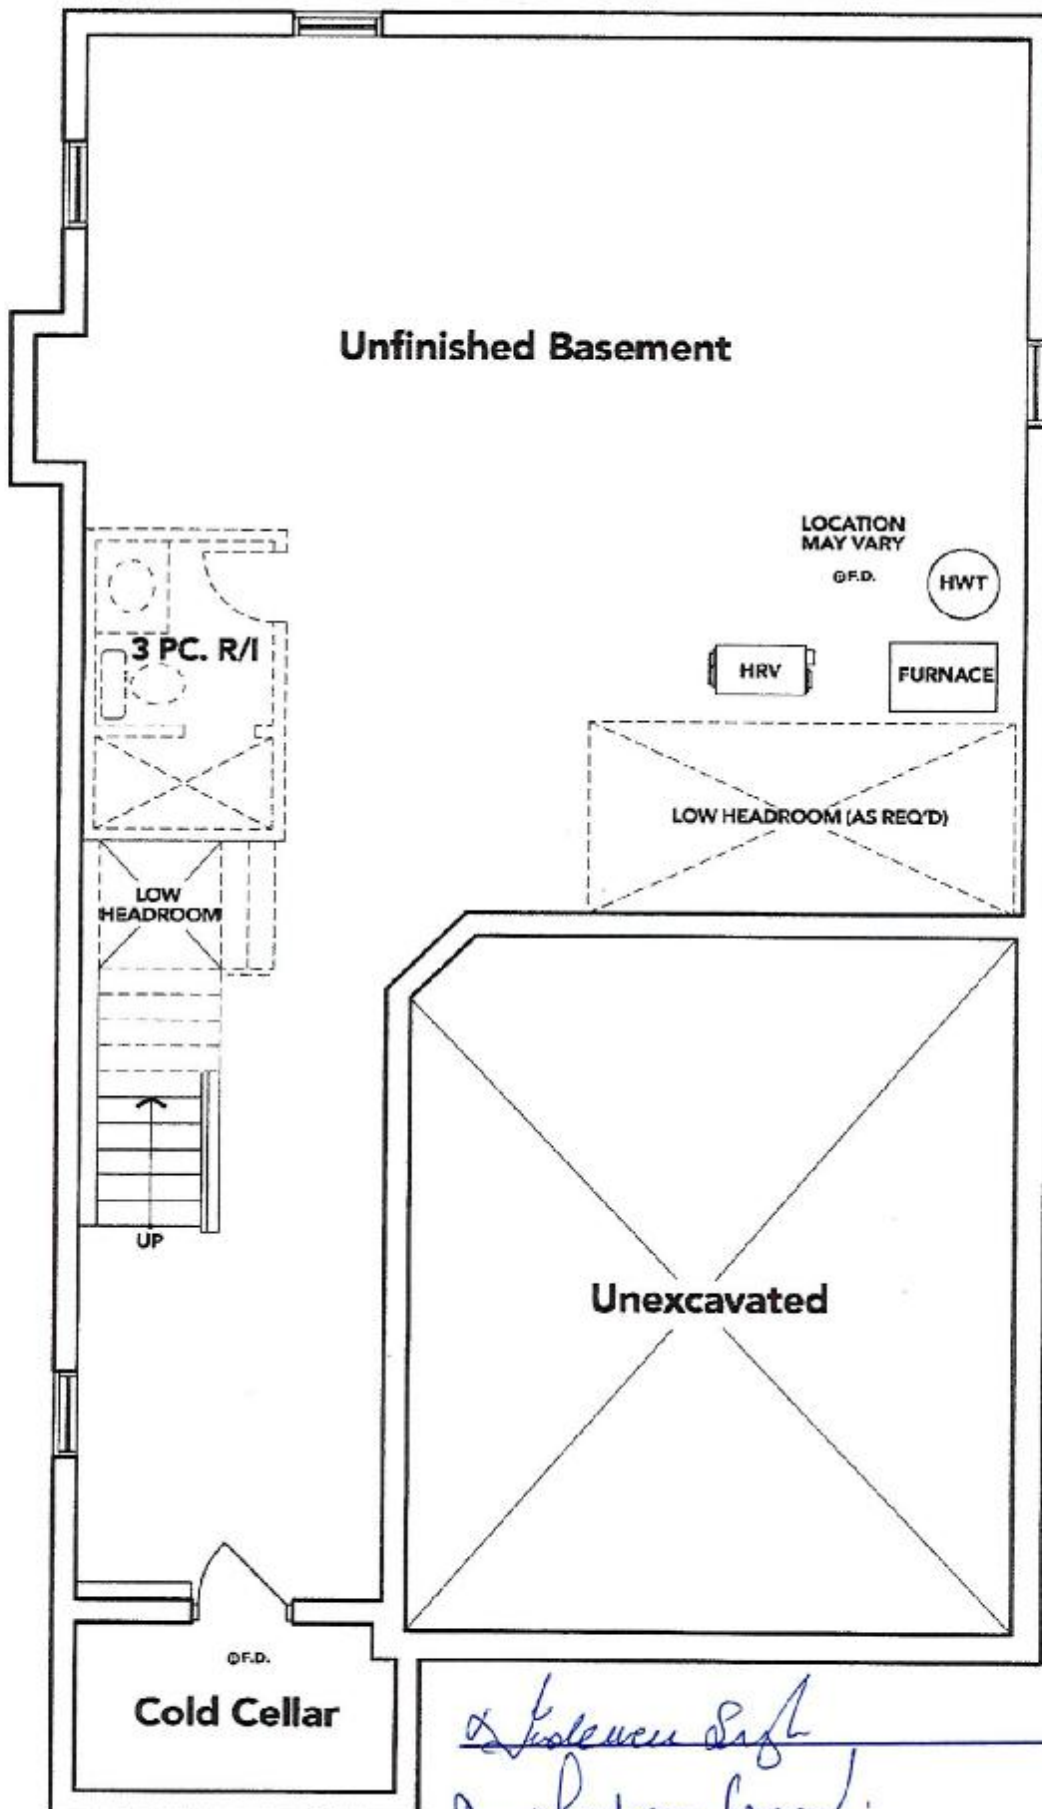 Unfinished Basement
LOCATION
MAY VARY
F.D.
HWT
3 PC. R/I
HRV
FURNACE
LOW HEADROOM (AS REQ'D)
LOW
HEADROOM
UP
Unexcavated
F.D.
Cold Cellar